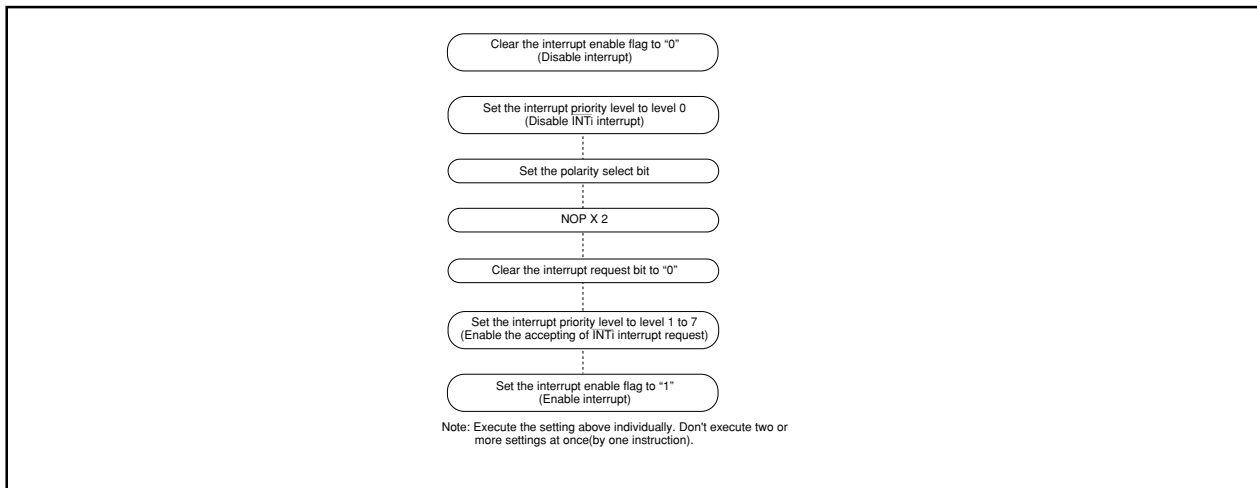 Clear the interrupt enable flag to “0”
(Disable interrupt)
Set the interrupt priority level to level 0
(Disable INTi interrupt)
Set the polarity select bit
NOP X 2
Clear the interrupt request bit to “0”
Set the interrupt priority level to level 1 to 7
(Enable the accepting of INTi interrupt request)
Set the interrupt enable flag to “1”
(Enable interrupt)
Note: Execute the setting above individually. Don't execute two or
more settings at once(by one instruction).